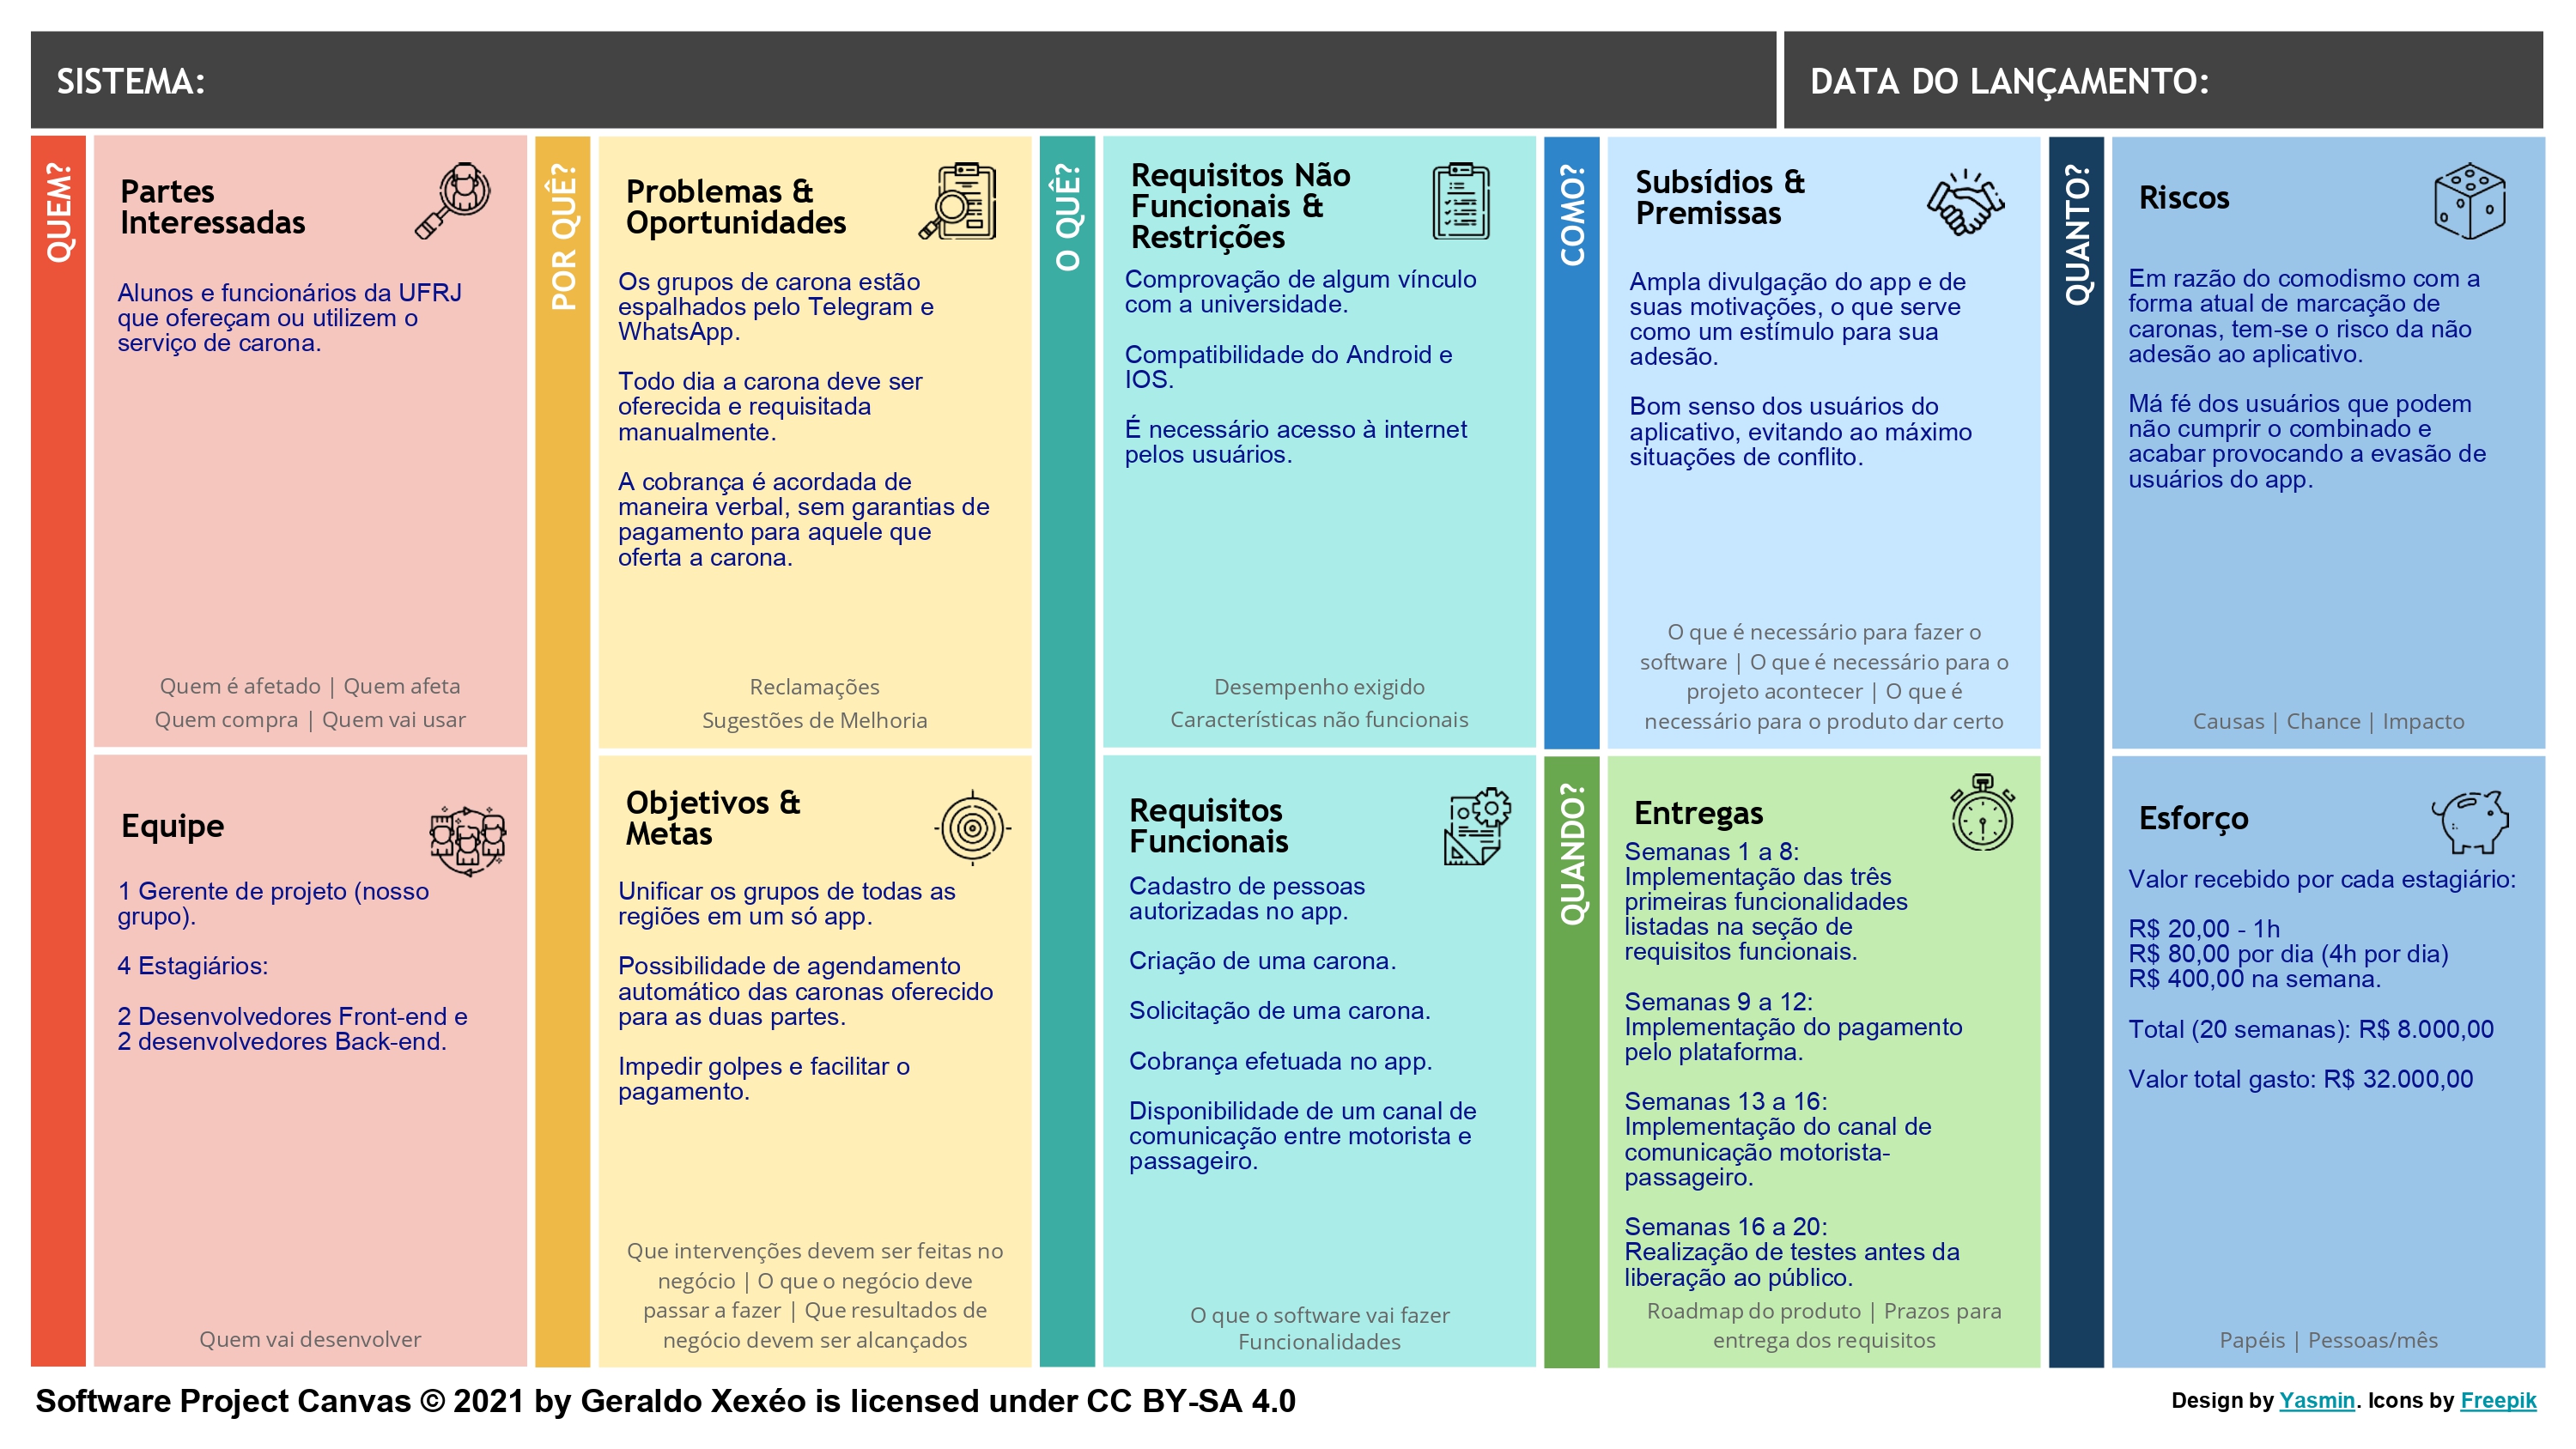 SISTEMA:
DATA DO LANÇAMENTO:
QUEM?
Partes
Interessadas
Alunos e funcionários da UFRJ
que ofereçam ou utilizem o
serviço de carona.
Quem é afetado | Quem afeta
Quem compra | Quem vai usar
Equipe
1 Gerente de projeto (nosso
grupo).
4 Estagiários:
2 Desenvolvedores Front-end e
2 desenvolvedores Back-end.
Quem vai desenvolver
POR QUÊ?
Problemas &
Oportunidades
Os grupos de carona estão
espalhados pelo Telegram e
WhatsApp.
Todo dia a carona deve ser
oferecida e requisitada
manualmente.
A cobrança é acordada de
maneira verbal, sem garantias de
pagamento para aquele que
oferta a carona.
Reclamações
Sugestões de Melhoria
Objetivos &
Metas
Unificar os grupos de todas as
regiões em um só app.
Possibilidade de agendamento
automático das caronas oferecido
para as duas partes.
Impedir golpes e facilitar o
pagamento.
Que intervenções devem ser feitas no
negócio | O que o negócio deve
passar a fazer | Que resultados de
negócio devem ser alcançados
O QUÊ?
Requisitos Não
Funcionais &
Restrições
Comprovação de algum vínculo
com a universidade.
Compatibilidade do Android e
IOS.
É necessário acesso à internet
pelos usuários.
Desempenho exigido
Características não funcionais
Requisitos
Funcionais
Cadastro de pessoas
autorizadas no app.
Criação de uma carona.
Solicitação de uma carona.
Cobrança efetuada no app.
Disponibilidade de um canal de
comunicação entre motorista e
passageiro.
O que o software vai fazer
Funcionalidades
COMO?
Subsídios &
Premissas
Ampla divulgação do app e de
suas motivações, o que serve
como um estímulo para sua
adesão.
Bom senso dos usuários do
aplicativo, evitando ao máximo
situações de conflito.
O que é necessário para fazer o
software | O que é necessário para o
projeto acontecer | O que é
necessário para o produto dar certo
QUANDO?
Entregas
Semanas 1 a 8:
Implementação das três
primeiras funcionalidades
listadas na seção de
requisitos funcionais.
Semanas 9 a 12:
Implementação do pagamento
pelo plataforma.
Semanas 13 a 16:
Implementação do canal de
comunicação motorista-
passageiro.
Semanas 16 a 20:
Realização de testes antes da
liberação ao público.
Roadmap do produto | Prazos para
entrega dos requisitos
QUANTO?
Riscos
Em razão do comodismo com a
forma atual de marcação de
caronas, tem-se o risco da não
adesão ao aplicativo.
Má fé dos usuários que podem
não cumprir o combinado e
acabar provocando a evasão de
usuários do app.
Causas | Chance | Impacto
Esforço
Valor recebido por cada estagiário:
R$ 20,00 - 1h
R$ 80,00 por dia (4h por dia)
R$ 400,00 na semana.
Total (20 semanas): R$ 8.000,00
Valor total gasto: R$ 32.000,00
Papéis | Pessoas/mês
Software Project Canvas © 2021 by Geraldo Xexéo is licensed under CC BY-SA 4.0
Design by Yasmin. Icons by Freepik